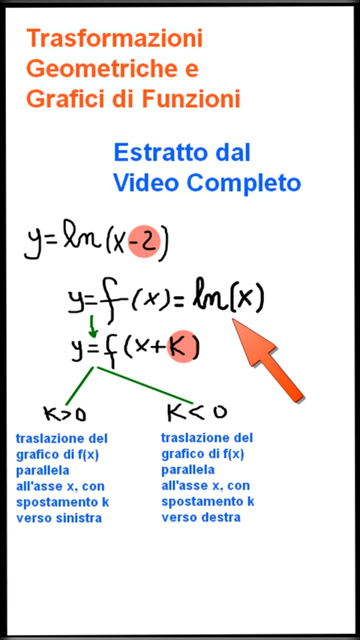 Trasformazioni
Geometriche e
Grafici di Funzioni
Estratto dal
Video Completo
y=ln(x-2)
y=f(x)=ln(x)
y=f(x+K)
K>0
K<0
traslazione del
grafico di f(x)
parallela
all'asse x, con
spostamento k
verso sinistra
traslazione del
grafico di f(x)
parallela
all'asse x, con
spostamento k
verso destra